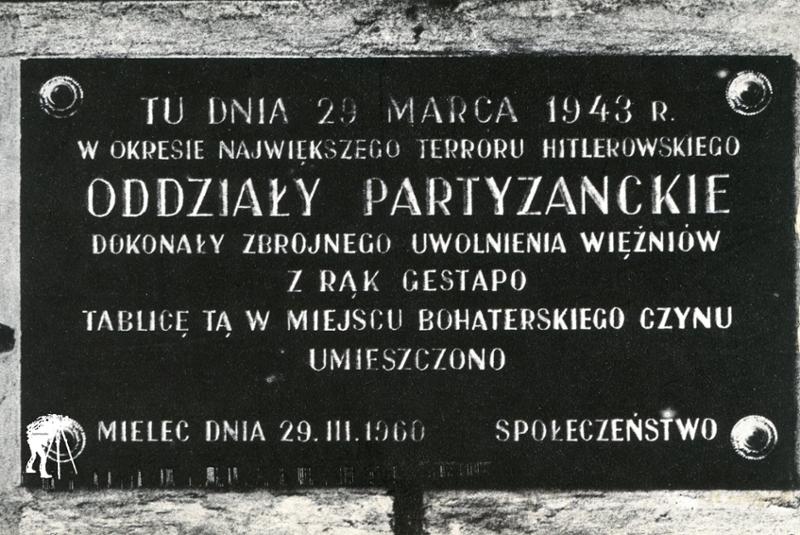 TU DNIA 29 MARCA 1943 R.
W OKRESIE NAJWIĘKSZEGO TERRORU HITLEROWSKIEGO
ODDZIAŁY PARTYZANCKIE
DOKONAŁY ZBROJNEGO UWOLNIENIA WIĘŹNIÓW
Z RĄK GESTAPO
TABLICĘ TĄ W MIEJSCU BOHATERSKIEGO CZYNU
UMIESZCZONO
MIELEC DNIA 29.III.1960 SPOŁECZEŃSTWO